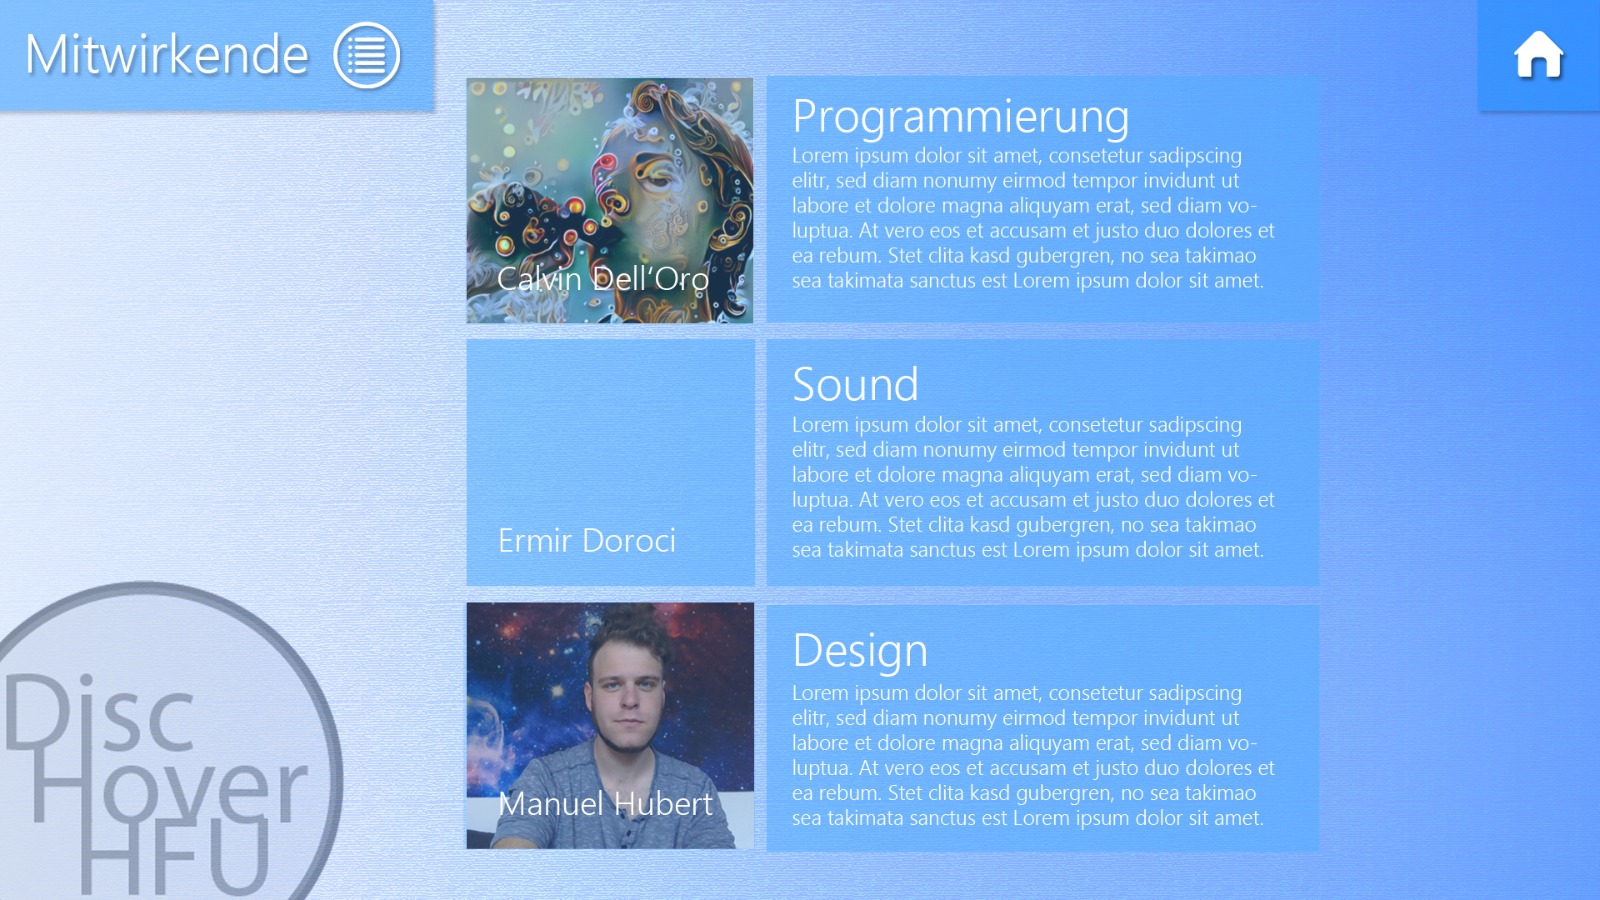 Mitwirkende
Calvin Dell‘Oro
Programmierung
Lorem ipsum dolor sit amet, consetetur sadipscing
elitr, sed diam nonumy eirmod tempor invidunt ut
labore et dolore magna aliquyam erat, sed diam vo-
luptua. At vero eos et accusam et justo duo dolores et
ea rebum. Stet clita kasd gubergren, no sea takimao
sea takimata sanctus est Lorem ipsum dolor sit amet.
Ermir Doroci
Sound
Lorem ipsum dolor sit amet, consetetur sadipscing
elitr, sed diam nonumy eirmod tempor invidunt ut
labore et dolore magna aliquyam erat, sed diam vo-
luptua. At vero eos et accusam et justo duo dolores et
ea rebum. Stet clita kasd gubergren, no sea takimao
sea takimata sanctus est Lorem ipsum dolor sit amet.
Manuel Hubert
Design
Lorem ipsum dolor sit amet, consetetur sadipscing
elitr, sed diam nonumy eirmod tempor invidunt ut
labore et dolore magna aliquyam erat, sed diam vo-
luptua. At vero eos et accusam et justo duo dolores et
ea rebum. Stet clita kasd gubergren, no sea takimao
sea takimata sanctus est Lorem ipsum dolor sit amet.
Disc
Hover
HFU